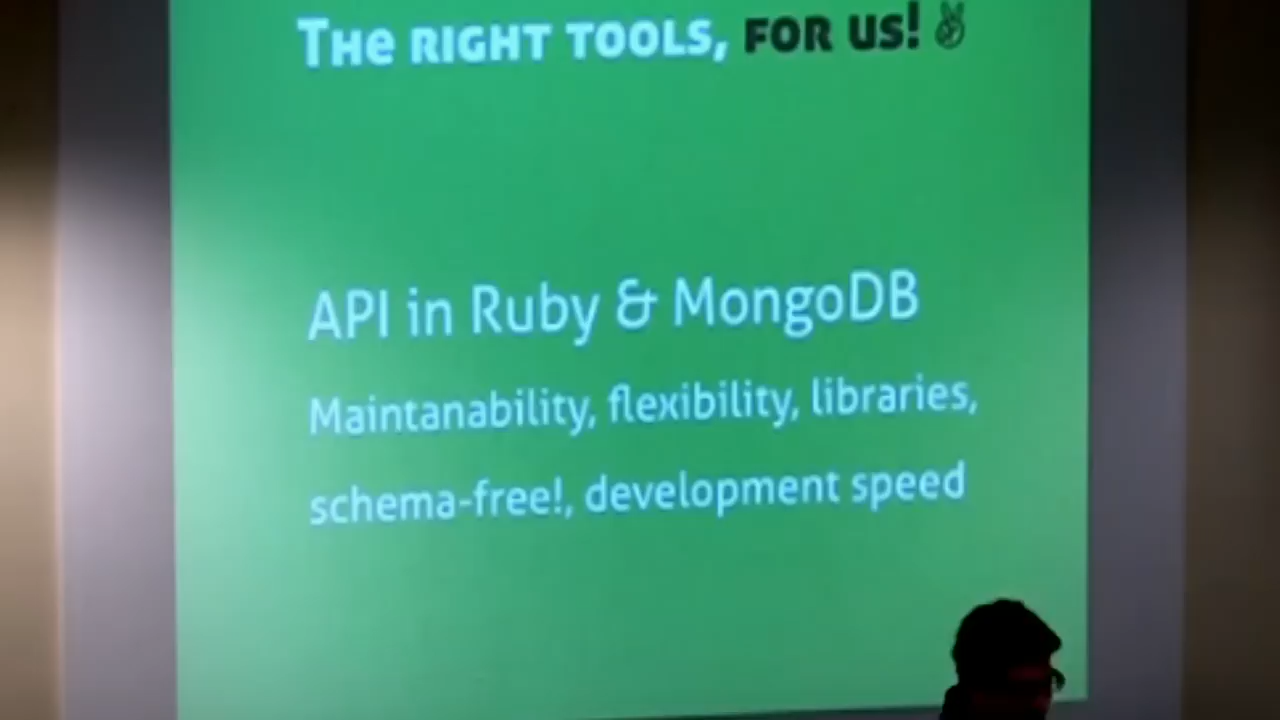 The right tools, for us! ✌
API in Ruby & MongoDB
Maintanability, flexibility, libraries,
schema-free!, development speed